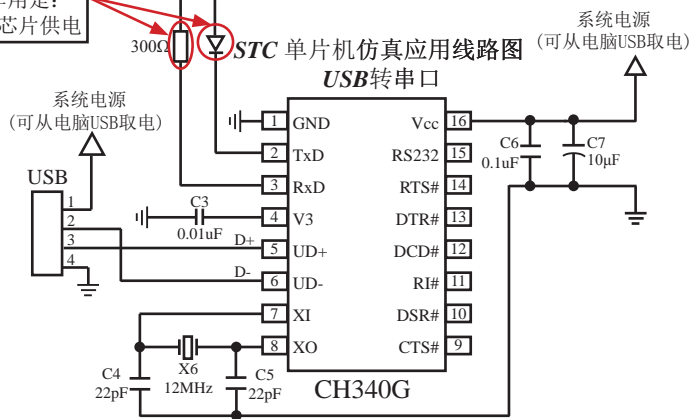 芯片供电
300Ω
STC 单片机仿真应用线路图
USB转串口
系统电源
(可从电脑USB取电)
系统电源
(可从电脑USB取电)
USB
1
2
3
4
1 GND
2 TxD
3 RxD
4 V3
5 UD+
6 UD-
7 XI
8 XO
Vcc 16
RS232 15
RTS# 14
DTR# 13
DCD# 12
RI# 11
DSR# 10
CTS# 9
C3
0.01uF
D+
D-
C6
0.1uF
C7
10μF
C4
22pF
X6
12MHz
C5
22pF
CH340G